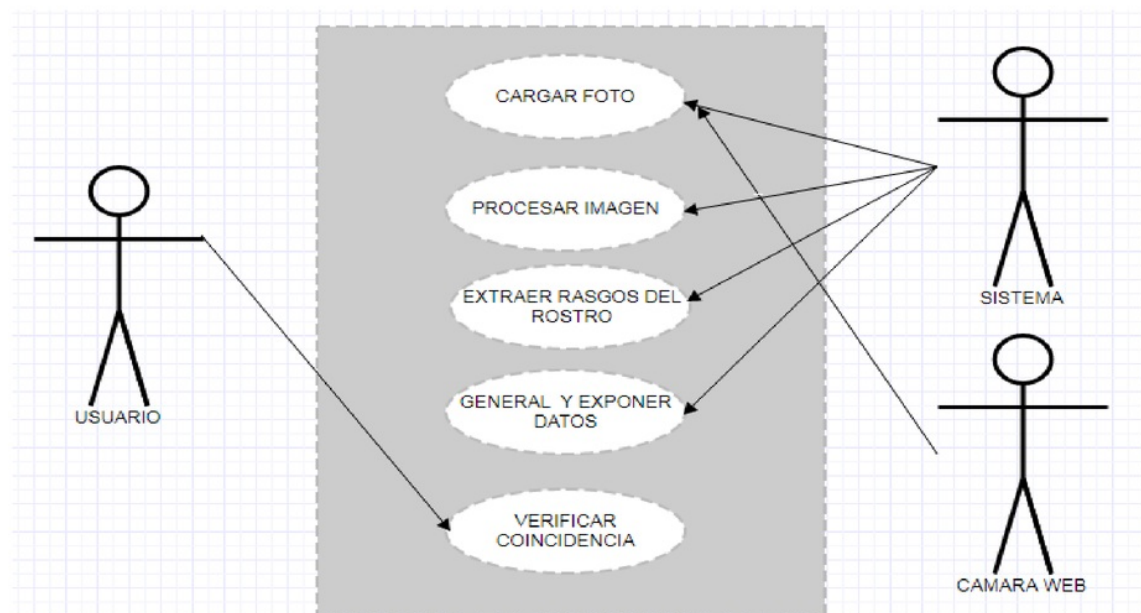 CARGAR FOTO
PROCESAR IMAGEN
EXTRAER RASGOS DEL
ROSTRO
GENERAL Y EXPONER
DATOS
VERIFICAR
COINCIDENCIA
USUARIO
SISTEMA
CAMARA WEB